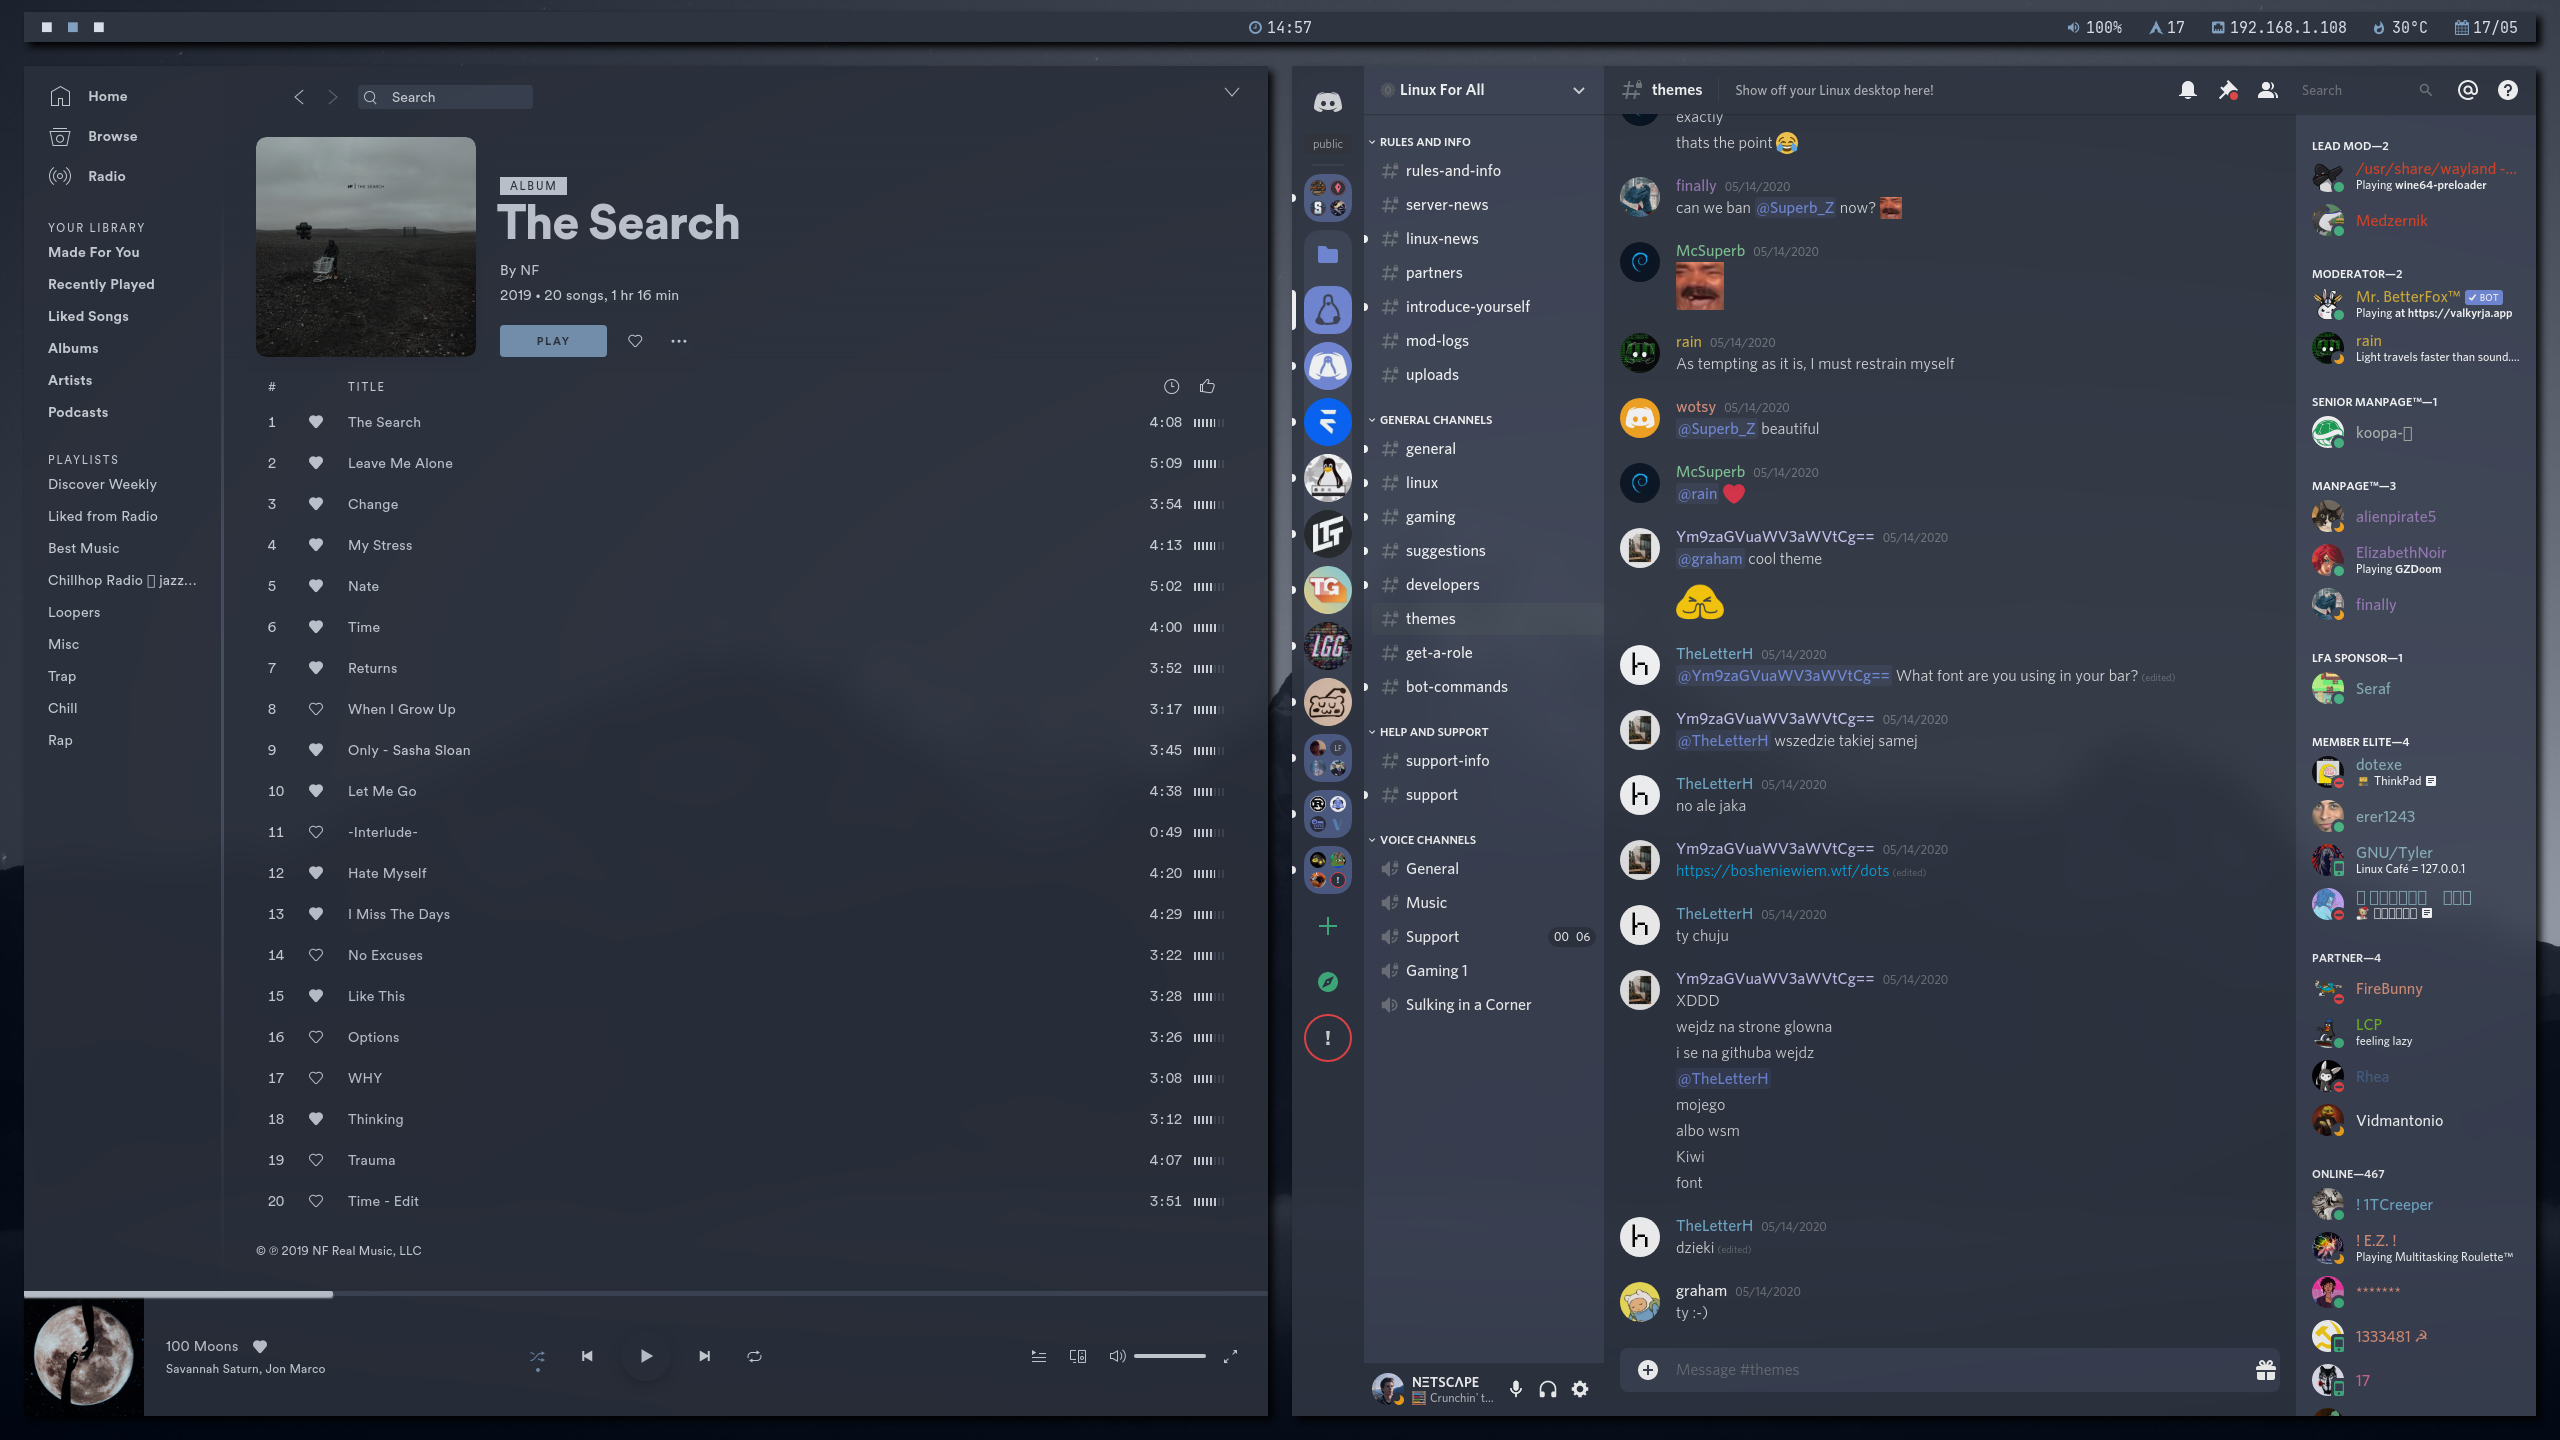 14:57
100%
17
192.168.1.108
30°C
17/05
Home
Browse
Radio
YOUR LIBRARY
Made For You
Recently Played
Liked Songs
Albums
Artists
Podcasts
PLAYLISTS
Discover Weekly
Liked from Radio
Best Music
Chillhop Radio ▯ jazz...
Loopers
Misc
Trap
Chill
Rap
Search
THE SEARCH
ALBUM
The Search
By NF
2019 • 20 songs, 1 hr 16 min
PLAY
# TITLE
1 The Search 4:08
2 Leave Me Alone 5:09
3 Change 3:54
4 My Stress 4:13
5 Nate 5:02
6 Time 4:00
7 Returns 3:52
8 When I Grow Up 3:17
9 Only - Sasha Sloan 3:45
10 Let Me Go 4:38
11 -Interlude- 0:49
12 Hate Myself 4:20
13 I Miss The Days 4:29
14 No Excuses 3:22
15 Like This 3:28
16 Options 3:26
17 WHY 3:08
18 Thinking 3:12
19 Trauma 4:07
20 Time - Edit 3:51
© ℗ 2019 NF Real Music, LLC
100 Moons
Savannah Saturn, Jon Marco
public
LTF
TG
LGG
LF
!
Linux For All
RULES AND INFO
rules-and-info
server-news
linux-news
partners
introduce-yourself
mod-logs
uploads
GENERAL CHANNELS
general
linux
gaming
suggestions
developers
themes
get-a-role
bot-commands
HELP AND SUPPORT
support-info
support
VOICE CHANNELS
General
Music
Support 00 06
Gaming 1
Sulking in a Corner
NΞTSCΛPE
Crunchin' t...
themes
Show off your Linux desktop here!
Search
exactly
thats the point 😂
finally 05/14/2020
can we ban @Superb_Z now?
McSuperb 05/14/2020
rain 05/14/2020
As tempting as it is, I must restrain myself
wotsy 05/14/2020
@Superb_Z beautiful
McSuperb 05/14/2020
@rain ❤️
Ym9zaGVuaWV3aWVtCg== 05/14/2020
@graham cool theme
TheLetterH 05/14/2020
@Ym9zaGVuaWV3aWVtCg== What font are you using in your bar? (edited)
Ym9zaGVuaWV3aWVtCg== 05/14/2020
@TheLetterH wszedzie takiej samej
TheLetterH 05/14/2020
no ale jaka
Ym9zaGVuaWV3aWVtCg== 05/14/2020
https://bosheniewiem.wtf/dots (edited)
TheLetterH 05/14/2020
ty chuju
Ym9zaGVuaWV3aWVtCg== 05/14/2020
XDDD
wejdz na strone glowna
i se na githuba wejdz
@TheLetterH
mojego
albo wsm
Kiwi
font
TheLetterH 05/14/2020
dzieki (edited)
graham 05/14/2020
ty :-)
Message #themes
LEAD MOD—2
/usr/share/wayland -...
Playing wine64-preloader
Medzernik
MODERATOR—2
Mr. BetterFox™ BOT
Playing at https://valkyrja.app
rain
Light travels faster than sound....
SENIOR MANPAGE™—1
koopa-▯
MANPAGE™—3
alienpirate5
ElizabethNoir
Playing GZDoom
finally
LFA SPONSOR—1
Seraf
MEMBER ELITE—4
dotexe
ThinkPad
erer1243
GNU/Tyler
Linux Café = 127.0.0.1
PARTNER—4
FireBunny
LCP
feeling lazy
Rhea
Vidmantonio
ONLINE—467
! 1TCreeper
! E.Z. !
Playing Multitasking Roulette™
*******
1333481 ☭
17